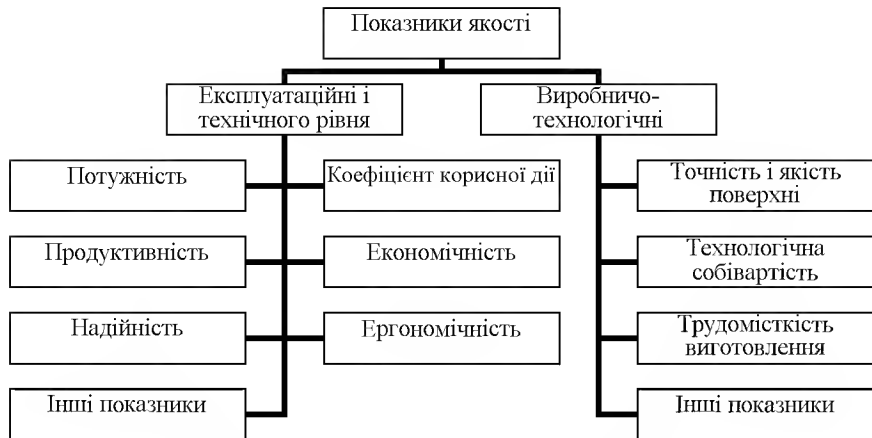 Показники якості
Експлуатаційні і
технічного рівня
Виробничо-
технологічні
Потужність
Коефіцієнт корисної дії
Точність і якість
поверхні
Продуктивність
Економічність
Технологічна
собівартість
Надійність
Ергономічність
Трудомісткість
виготовлення
Інші показники
Інші показники